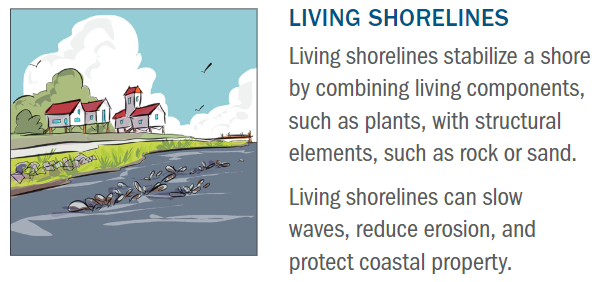 LIVING SHORELINES
Living shorelines stabilize a shore
by combining living components,
such as plants, with structural
elements, such as rock or sand.
Living shorelines can slow
waves, reduce erosion, and
protect coastal property.